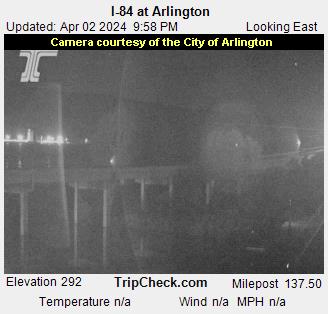 I-84 at Arlington
Updated: Apr 02 2024 9:58 PM Looking East
Camera courtesy of the City of Arlington
Elevation 292 TripCheck.com Milepost 137.50
Temperature n/a Wind n/a MPH n/a